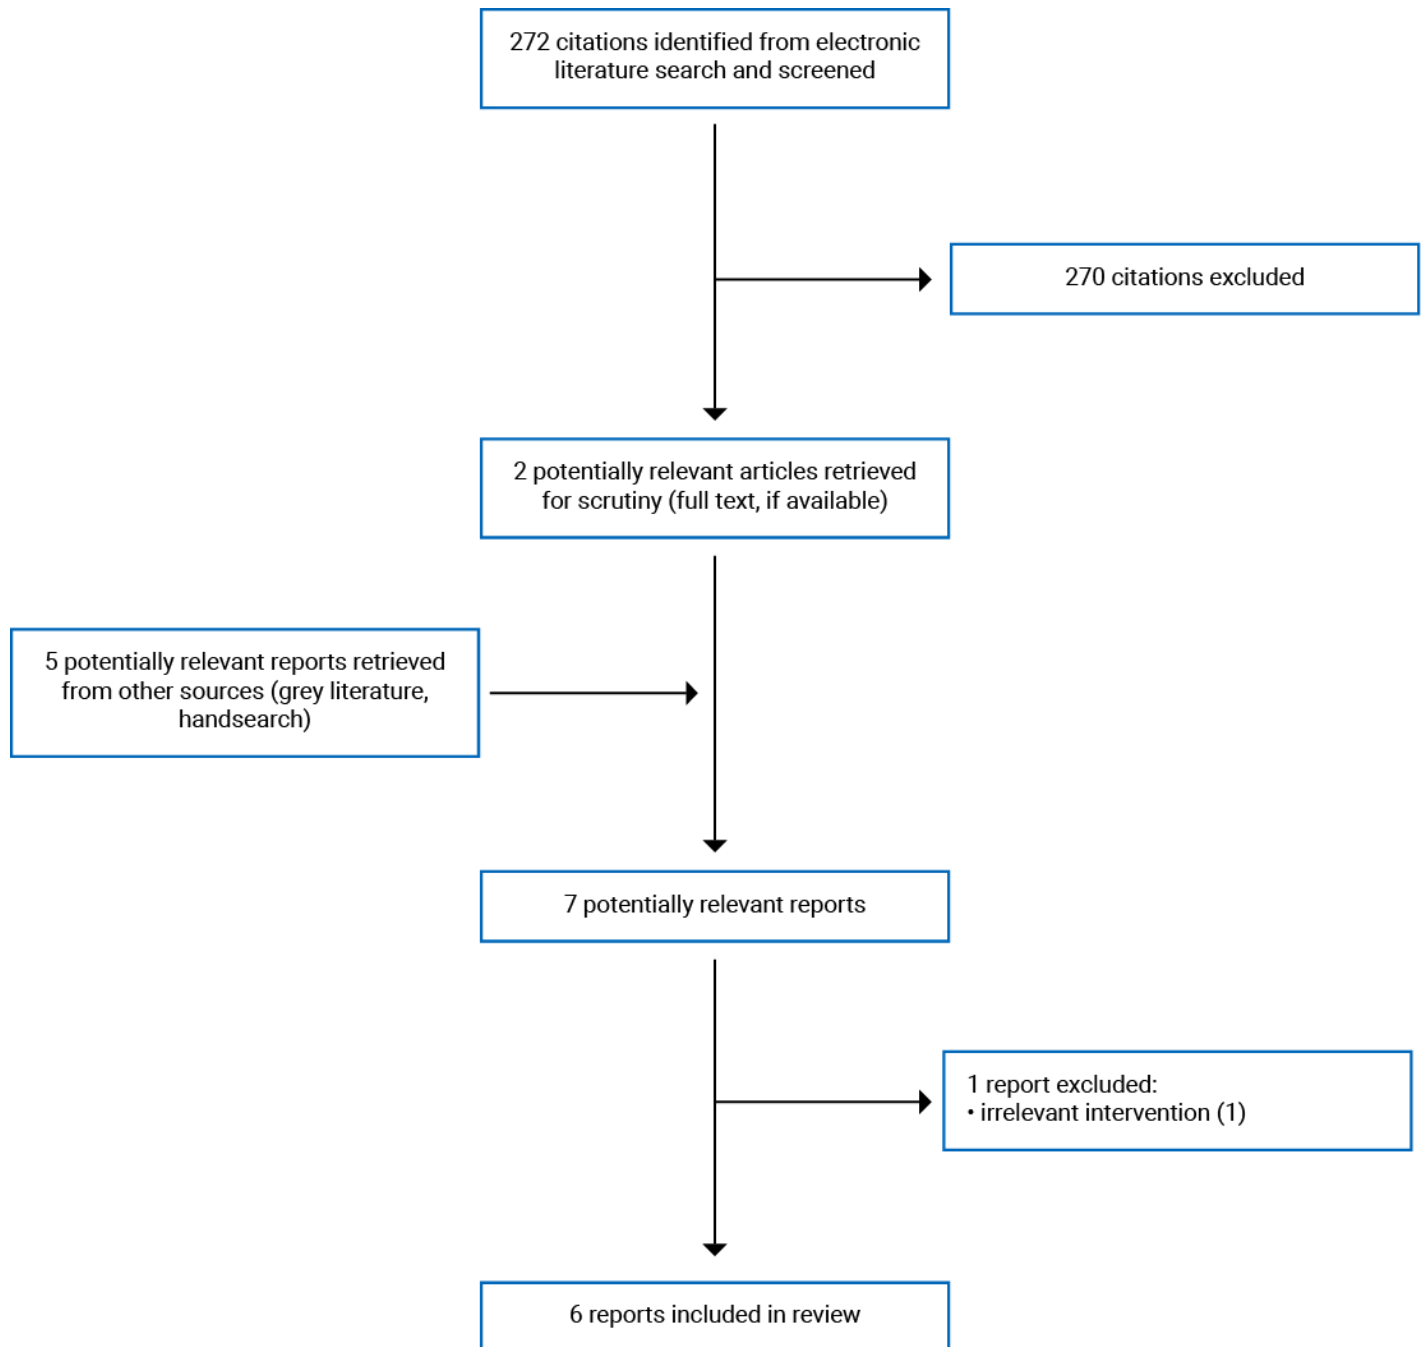 272 citations identified from electronic
literature search and screened
270 citations excluded
2 potentially relevant articles retrieved
for scrutiny (full text, if available)
5 potentially relevant reports retrieved
from other sources (grey literature,
handsearch)
7 potentially relevant reports
1 report excluded:
• irrelevant intervention (1)
6 reports included in review